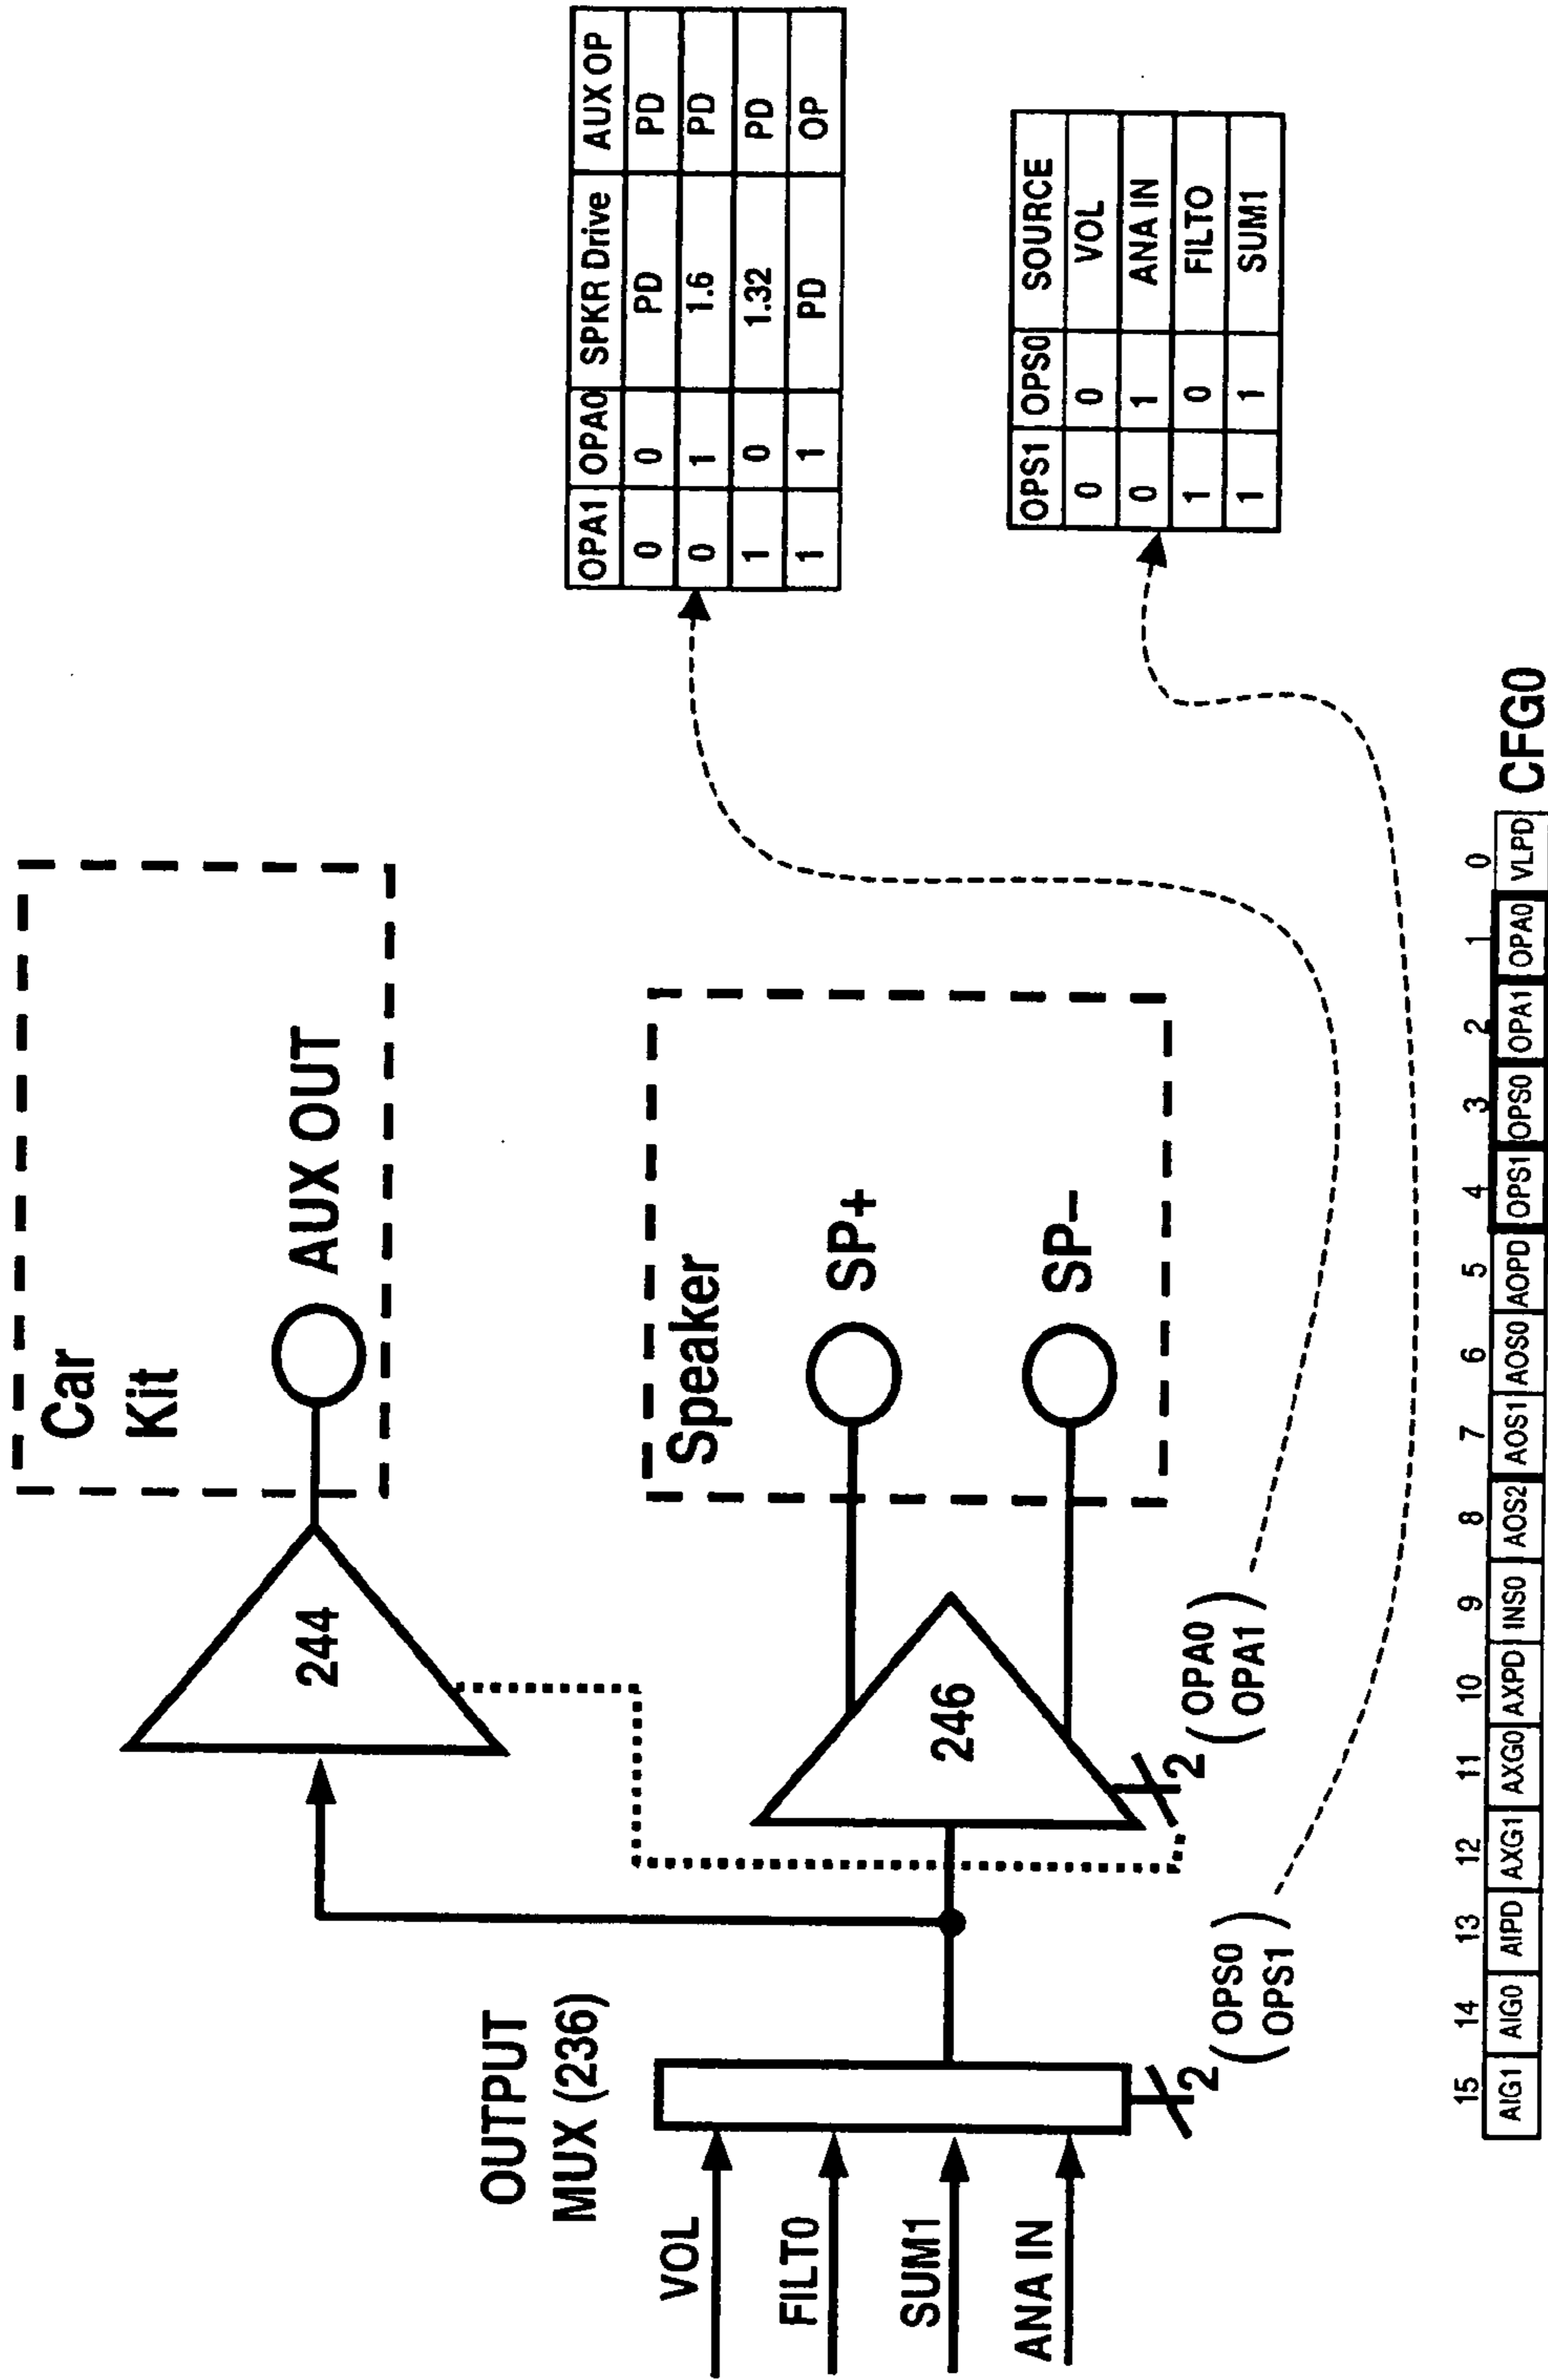 Car
Kit
AUX OUT
244
OUTPUT
MUX (236)
Speaker
SP+
SP–
246
VOL
FILT0
SUM1
ANA IN
2
(OPS0
OPS1)
2
(OPA0
OPA1)
OPA1 OPA0 SPKR Drive AUX OP
0 0 PD PD
0 1 1.6 PD
1 0 1.32 PD
1 1 PD OP
OPS1 OPS0 SOURCE
0 0 VOL
0 1 ANA IN
1 0 FILTO
1 1 SUM1
15 14 13 12 11 10 9 8 7 6 5 4 3 2 1 0
AIG1 AIG0 AIPD AXG1 AXG0 AXPD INS0 AOS2 AOS1 AOS0 AOPD OPS1 OPS0 OPA1 OPA0 VLPD CFG0